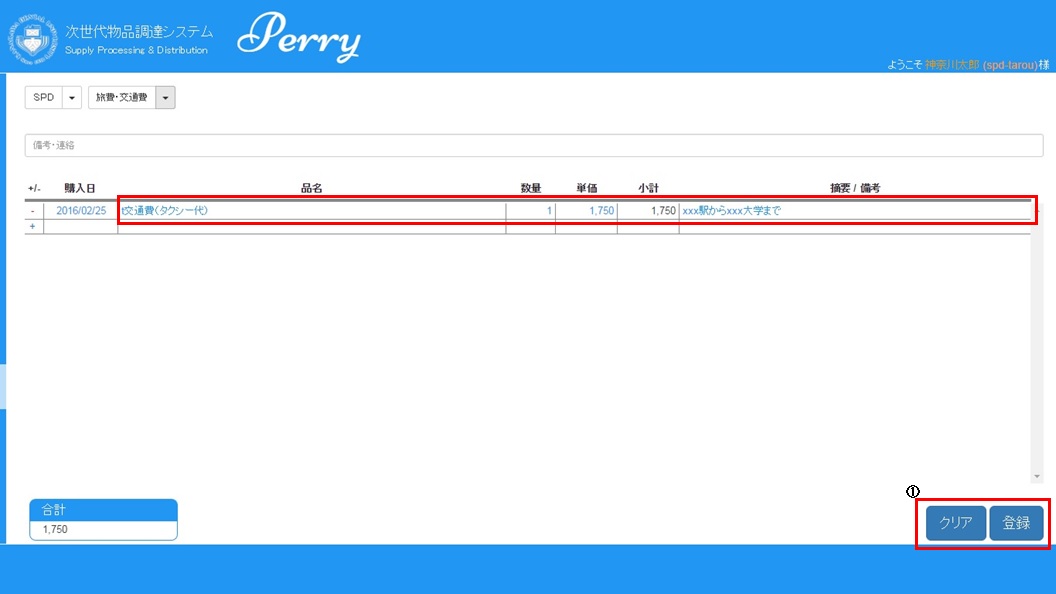 次世代物品調達システム
Supply Processing & Distribution
Perry
ようこそ 神奈川太郎 (spd-tarou)様
SPD 旅費・交通費
備考・連絡
+/- 購入日 品名 数量 単価 小計 摘要 / 備考
- 2016/02/25 t交通費(タクシー代) 1 1,750 1,750 xxx駅からxxx大学まで
+
①
合計
1,750
クリア 登録